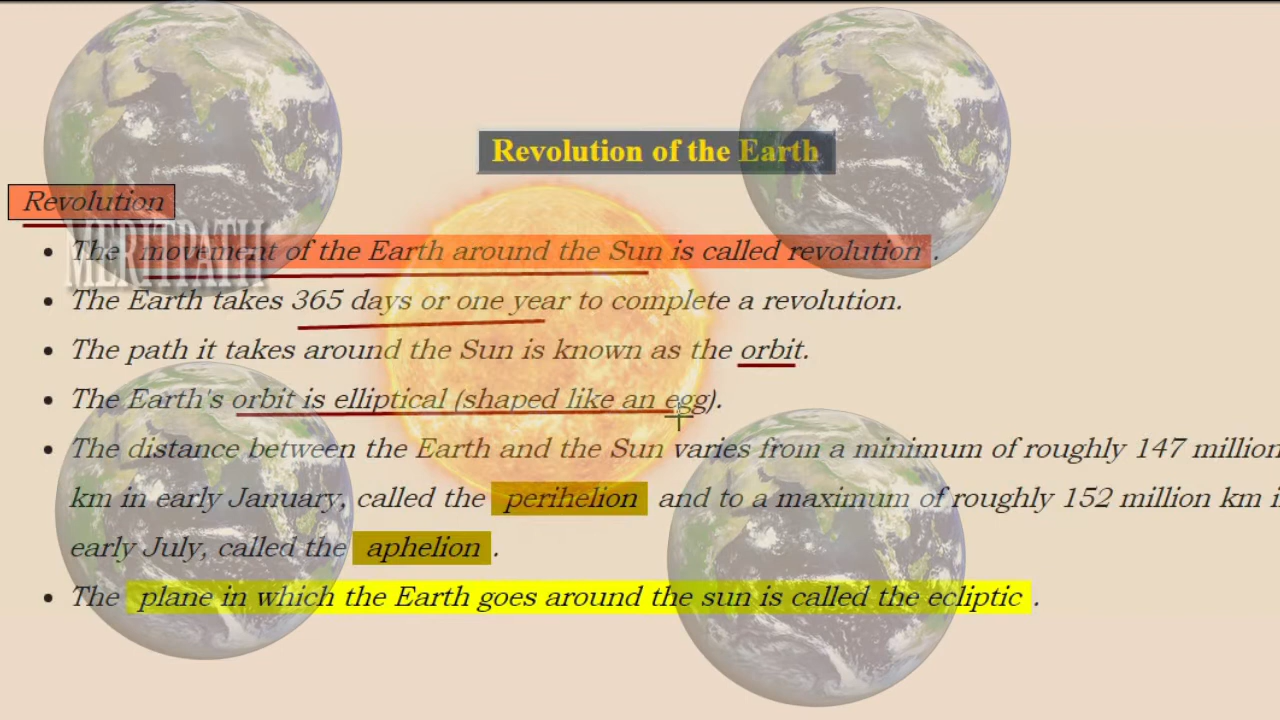 Revolution of the Earth
Revolution
MERITPATH
• The movement of the Earth around the Sun is called revolution .
• The Earth takes 365 days or one year to complete a revolution.
• The path it takes around the Sun is known as the orbit.
• The Earth's orbit is elliptical (shaped like an egg).
• The distance between the Earth and the Sun varies from a minimum of roughly 147 million
km in early January, called the perihelion and to a maximum of roughly 152 million km
early July, called the aphelion .
• The plane in which the Earth goes around the sun is called the ecliptic .